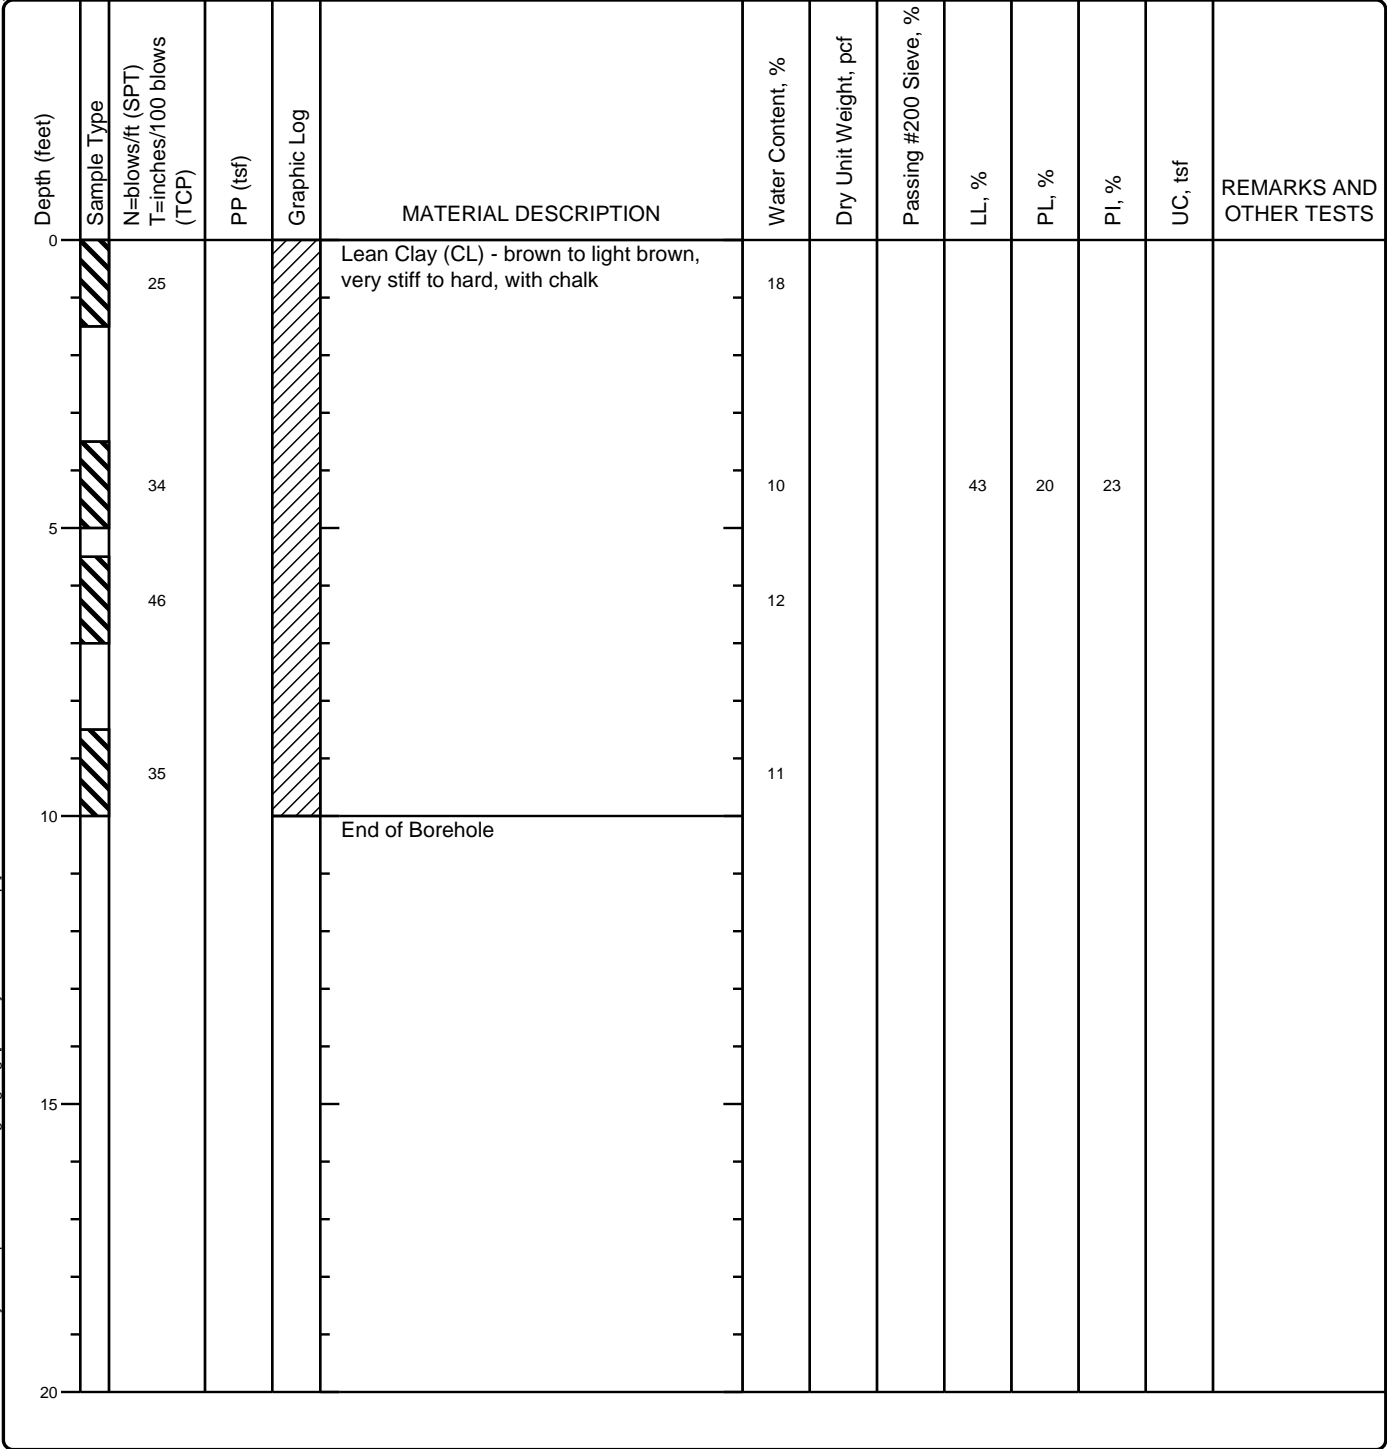 Depth (feet)
Sample Type
N=blows/ft (SPT)
T=inches/100 blows
(TCP)
PP (tsf)
Graphic Log
MATERIAL DESCRIPTION
Water Content, %
Dry Unit Weight, pcf
Passing #200 Sieve, %
LL, %
PL, %
PI, %
UC, tsf
REMARKS AND
OTHER TESTS
0
Lean Clay (CL) - brown to light brown,
very stiff to hard, with chalk
25 18
34 10 43 20 23
5
46 12
35 11
10
End of Borehole
15
20